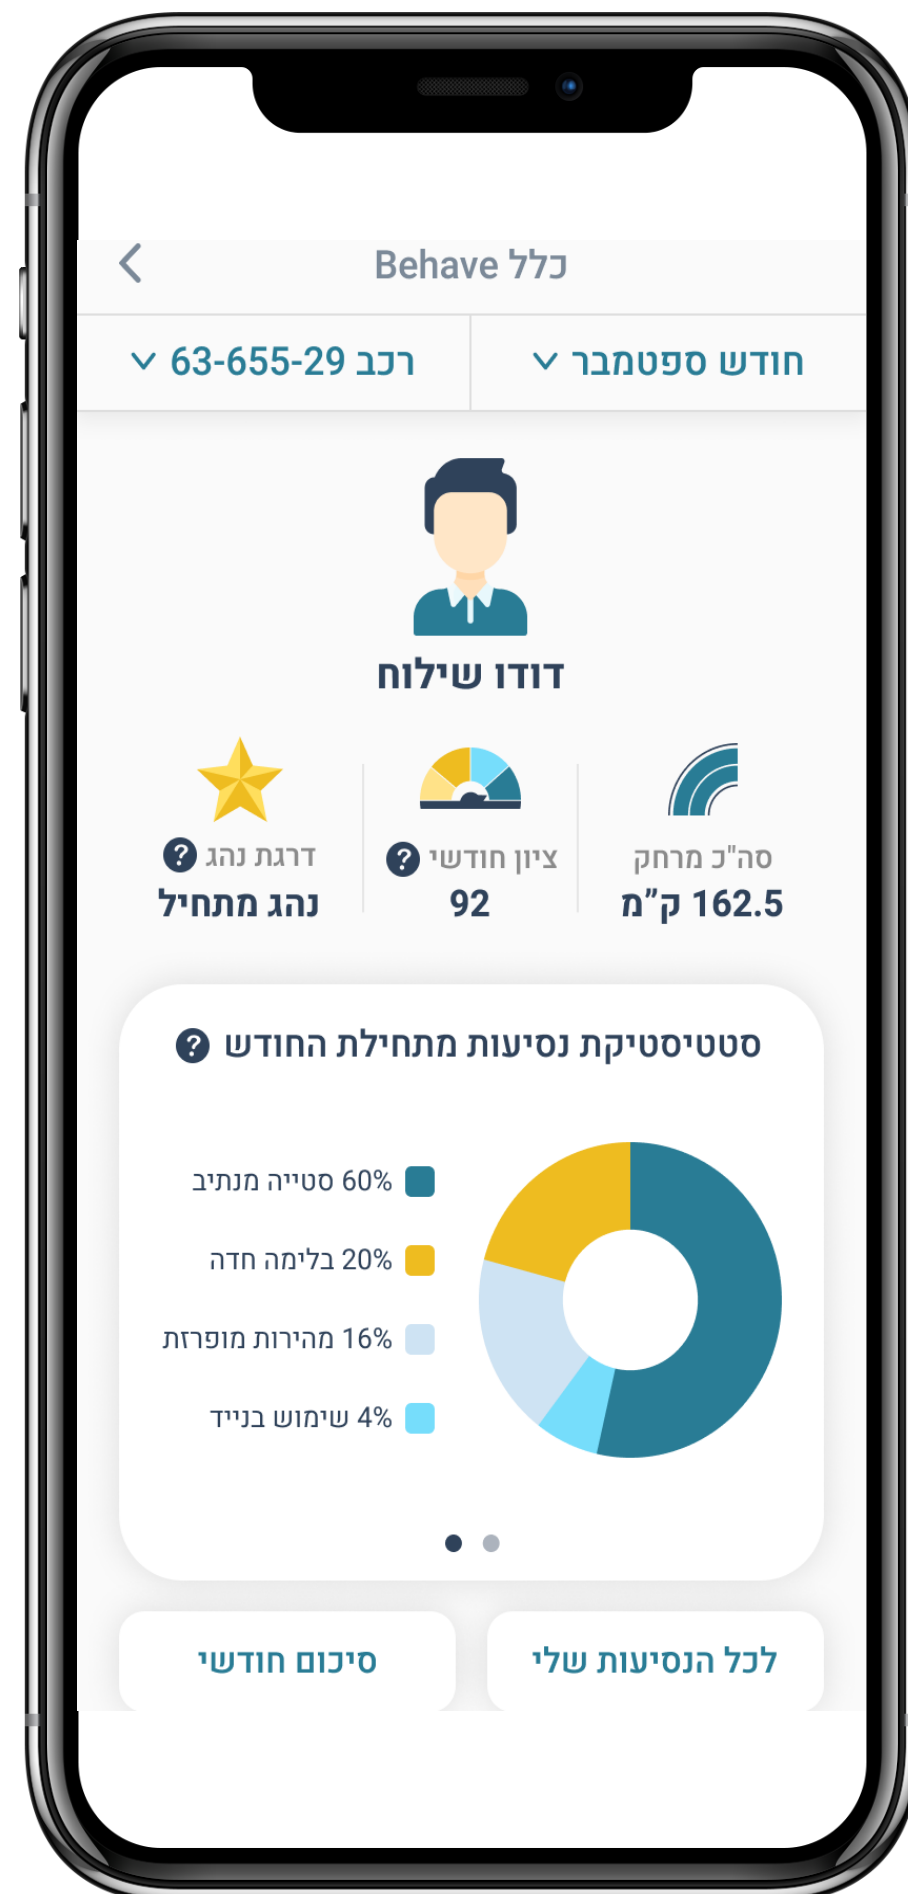 כלל Behave
חודש ספטמבר
רכב 63-655-29
דודו שילוח
סה"כ מרחק
162.5 ק"מ
ציון חודשי ?
92
דרגת נהג ?
נהג מתחיל
סטטיסטיקת נסיעות מתחילת החודש ?
60% סטייה מנתיב
20% בלימה חדה
16% מהירות מופרזת
4% שימוש בנייד
לכל הנסיעות שלי
סיכום חודשי